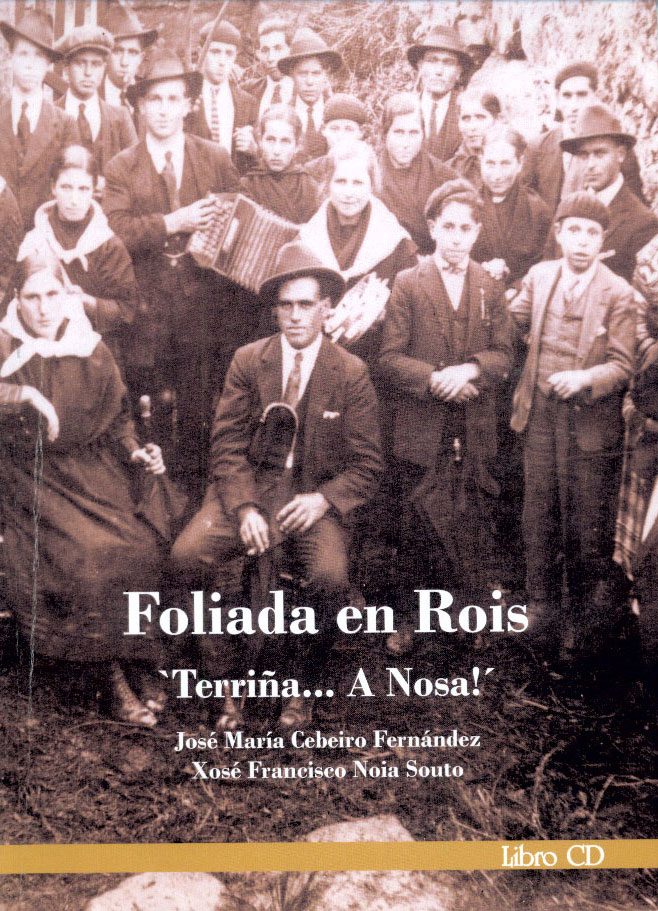 Foliada en Rois
`Terriña... A Nosa!´
José María Cebeiro Fernández
Xosé Francisco Noia Souto
Libro CD